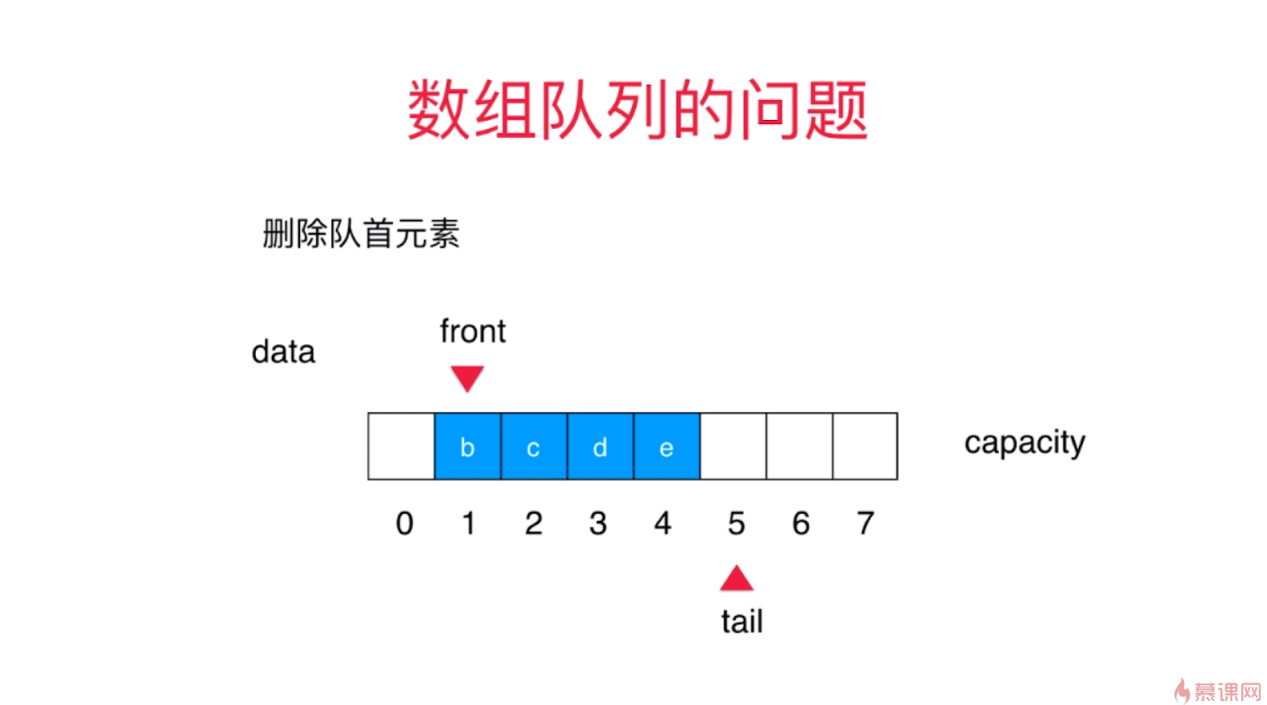 数组队列的问题
删除队首元素
front
data
b c d e
capacity
0 1 2 3 4 5 6 7
tail
慕课网